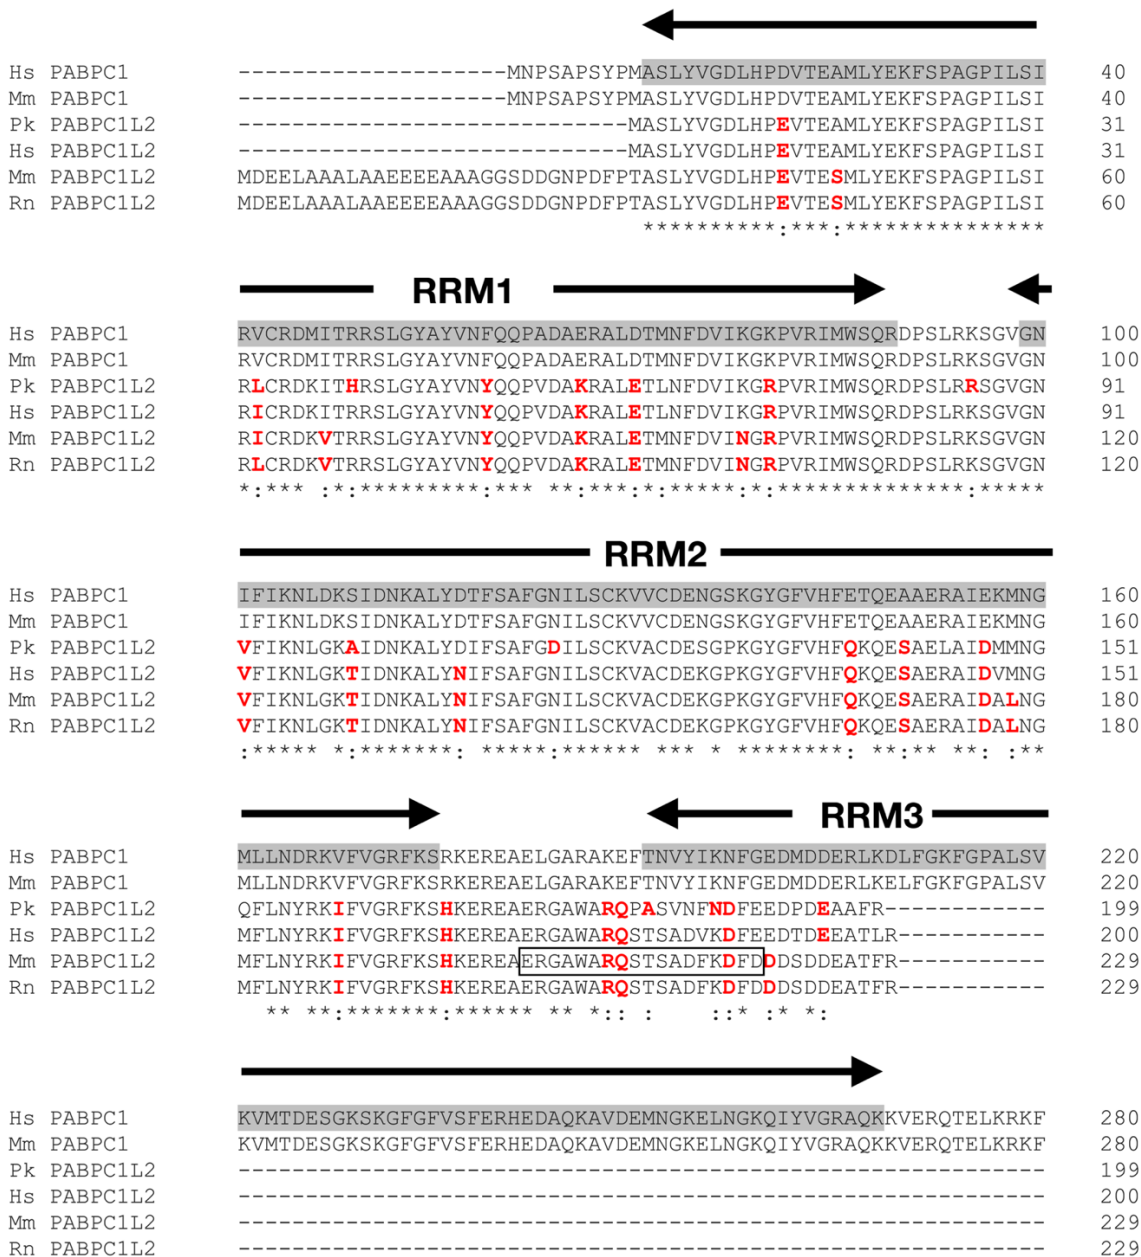 Hs PABPC1 --------------------MNPSAPSYPMASLYVGDLHPDVTEAMLYEKFSPAGPILSI 40
Mm PABPC1 --------------------MNPSAPSYPMASLYVGDLHPDVTEAMLYEKFSPAGPILSI 40
Pk PABPC1L2 -----------------------------MASLYVGDLHPEVTEAMLYEKFSPAGPILSI 31
Hs PABPC1L2 -----------------------------MASLYVGDLHPEVTEAMLYEKFSPAGPILSI 31
Mm PABPC1L2 MDEELAAALAAEEEEAAAGGSDDGNPDFPTASLYVGDLHPEVTESMLYEKFSPAGPILSI 60
Rn PABPC1L2 MDEELAAALAAEEEEAAAGGSDDGNPDFPTASLYVGDLHPEVTESMLYEKFSPAGPILSI 60
**********:***:***************
RRM1
Hs PABPC1 RVCRDMITRRSLGYAYVNFQQPADAERALDTMNFDVIKGKPVRIMWSQRDPSLRKSGVGN 100
Mm PABPC1 RVCRDMITRRSLGYAYVNFQQPADAERALDTMNFDVIKGKPVRIMWSQRDPSLRKSGVGN 100
Pk PABPC1L2 RLCRDKITHRSLGYAYVNYQQPVDAKRALETLNFDVIKGRPVRIMWSQRDPSLRRSGVGN 91
Hs PABPC1L2 RICRDKITRRSLGYAYVNYQQPVDAKRALETLNFDVIKGRPVRIMWSQRDPSLRKSGVGN 91
Mm PABPC1L2 RICRDKVTRRSLGYAYVNYQQPVDAKRALETMNFDVINGRPVRIMWSQRDPSLRKSGVGN 120
Rn PABPC1L2 RLCRDKVTRRSLGYAYVNYQQPVDAKRALETMNFDVINGRPVRIMWSQRDPSLRKSGVGN 120
*:*** :*:*********:*** **:***:*:*****:*:**************:*****
RRM2
Hs PABPC1 IFIKNLDKSIDNKALYDTFSAFGNILSCKVVCDENGSKGYGFVHFETQEAAERAIEKMNG 160
Mm PABPC1 IFIKNLDKSIDNKALYDTFSAFGNILSCKVVCDENGSKGYGFVHFETQEAAERAIEKMNG 160
Pk PABPC1L2 VFIKNLGKAIDNKALYDIFSAFGDILSCKVACDESGPKGYGFVHFQKQESAELAIDMMNG 151
Hs PABPC1L2 VFIKNLGKTIDNKALYNIFSAFGNILSCKVACDEKGPKGYGFVHFQKQESAERAIDVMNG 151
Mm PABPC1L2 VFIKNLGKTIDNKALYNIFSAFGNILSCKVACDEKGPKGYGFVHFQKQESAERAIDALNG 180
Rn PABPC1L2 VFIKNLGKTIDNKALYNIFSAFGNILSCKVACDEKGPKGYGFVHFQKQESAERAIDALNG 180
:***** *:*******: *****:****** *** * ********: **:** **: :**
RRM3
Hs PABPC1 MLLNDRKVFVGRFKSRKEREAELGARAKEFTNVYIKNFGEDMDDERLKDLFGKFGPALSV 220
Mm PABPC1 MLLNDRKVFVGRFKSRKEREAELGARAKEFTNVYIKNFGEDMDDERLKELFGKFGPALSV 220
Pk PABPC1L2 QFLNYRKIFVGRFKSHKEREAERGAWARQPASVNFNDFEEDPDEAAFR------------ 199
Hs PABPC1L2 MFLNYRKIFVGRFKSHKEREAERGAWARQSTSADVKDFEEDTDEEATLR----------- 200
Mm PABPC1L2 MFLNYRKIFVGRFKSHKEREAERGAWARQSTSADFKDFDDDSDDEATFR----------- 229
Rn PABPC1L2 MFLNYRKIFVGRFKSHKEREAERGAWARQSTSADFKDFDDDSDDEATFR----------- 229
** **:*******:****** ** *:: :    ::* :* *:
Hs PABPC1 KVMTDESGKSKGFGFVSFERHEDAQKAVDEMNGKELNGKQIYVGRAQKKVERQTELKRKF 280
Mm PABPC1 KVMTDESGKSKGFGFVSFERHEDAQKAVDEMNGKELNGKQIYVGRAQKKVERQTELKRKF 280
Pk PABPC1L2 ------------------------------------------------------------ 199
Hs PABPC1L2 ------------------------------------------------------------ 200
Mm PABPC1L2 ------------------------------------------------------------ 229
Rn PABPC1L2 ------------------------------------------------------------ 229